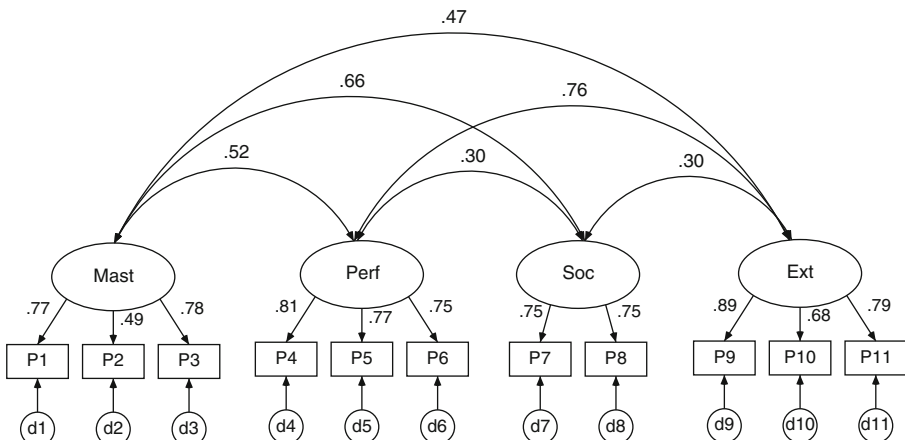 .47
.66 .76
.52 .30 .30
Mast Perf Soc Ext
.77 .49 .78 .81 .77 .75 .75 .75 .89 .68 .79
P1 P2 P3 P4 P5 P6 P7 P8 P9 P10 P11
d1 d2 d3 d4 d5 d6 d7 d8 d9 d10 d11